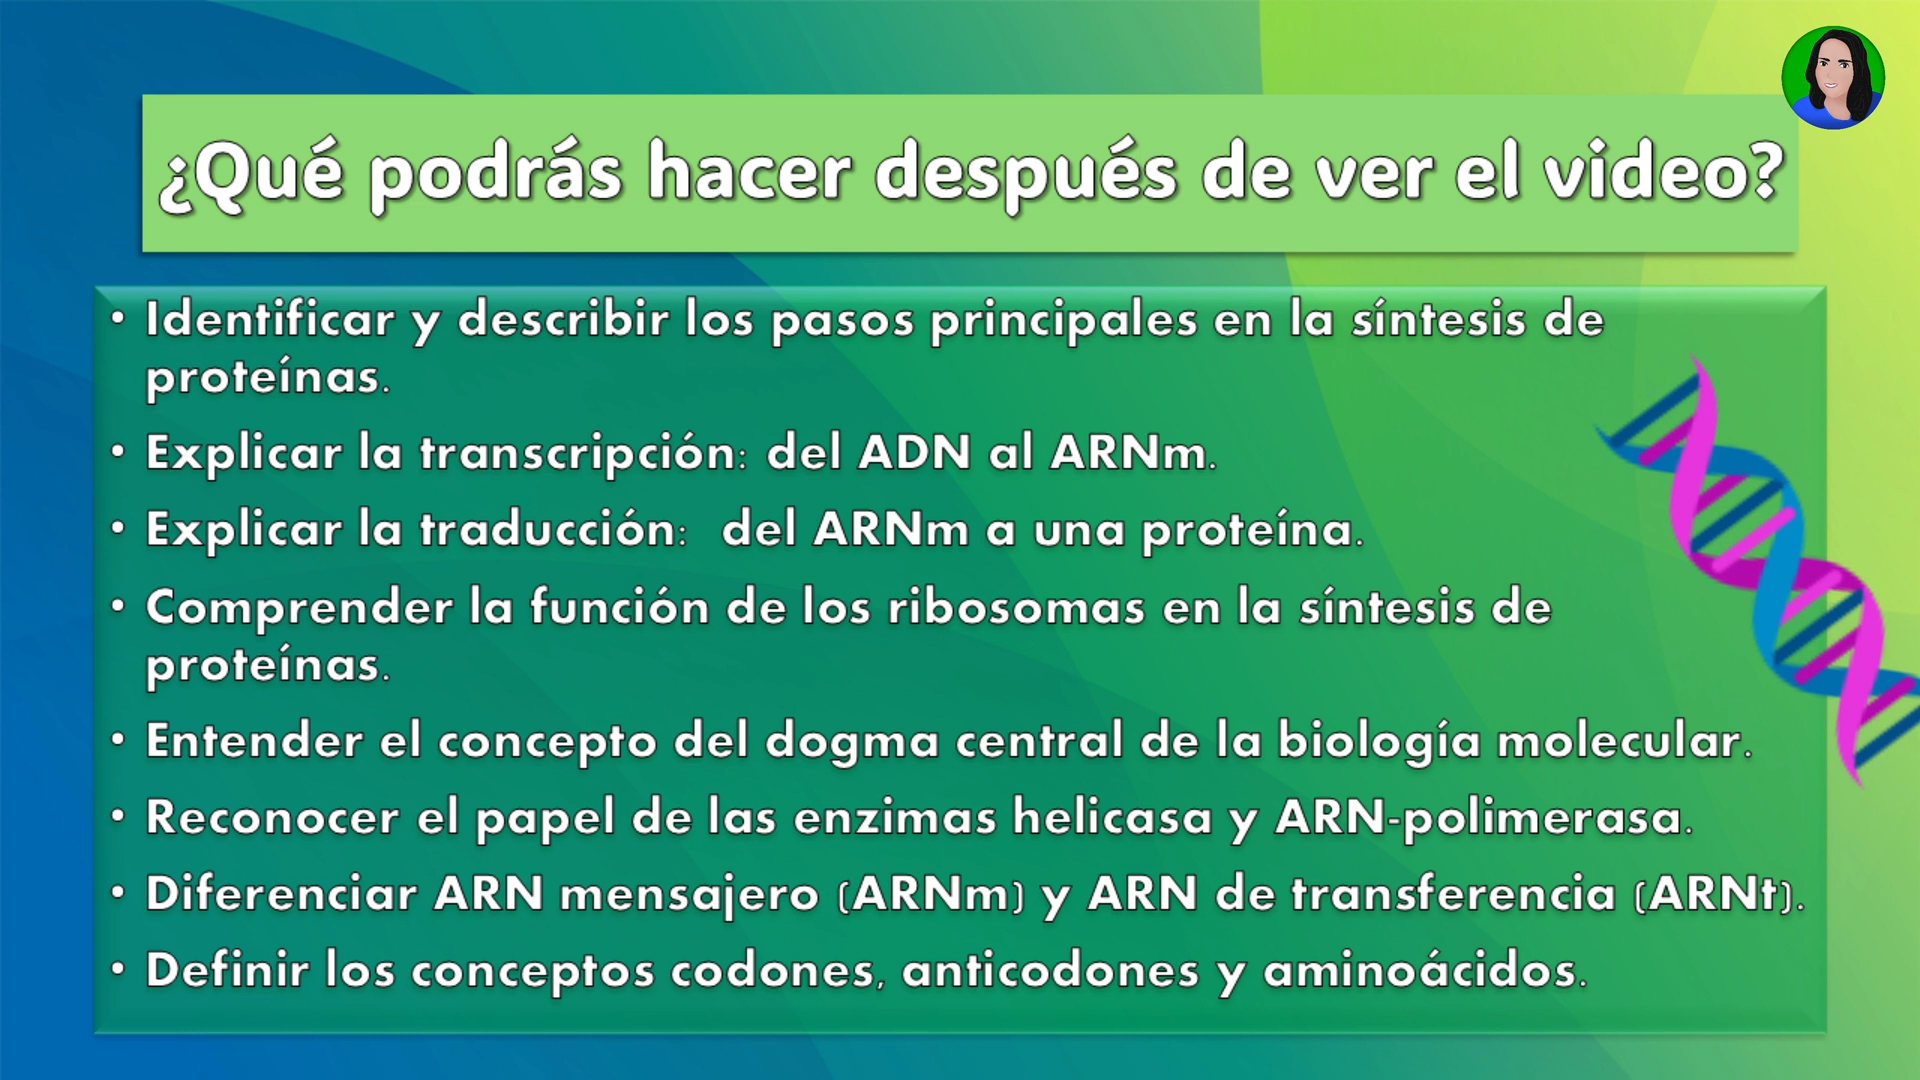 ¿Qué podrás hacer después de ver el video?
• Identificar y describir los pasos principales en la síntesis de
proteínas.
• Explicar la transcripción: del ADN al ARNm.
• Explicar la traducción:  del ARNm a una proteína.
• Comprender la función de los ribosomas en la síntesis de
proteínas.
• Entender el concepto del dogma central de la biología molecular.
• Reconocer el papel de las enzimas helicasa y ARN-polimerasa.
• Diferenciar ARN mensajero (ARNm) y ARN de transferencia (ARNt).
• Definir los conceptos codones, anticodones y aminoácidos.